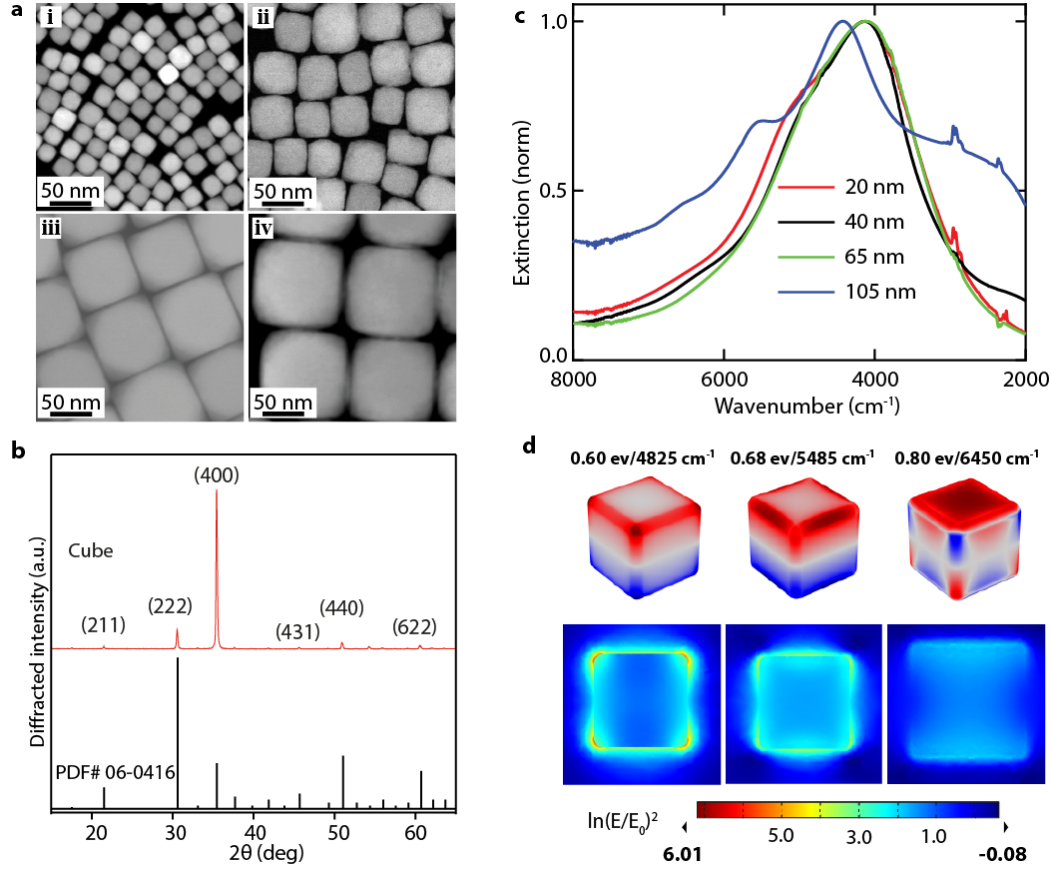 a
i
50 nm
ii
50 nm
iii
50 nm
iv
50 nm
b
Diffracted intensity (a.u.)
(400)
Cube
(222)
(211)
(440)
(431)
(622)
PDF# 06-0416
20
30
40
50
60
2θ (deg)
c
Extinction (norm)
1.0
0.5
0.0
20 nm
40 nm
65 nm
105 nm
8000
6000
4000
2000
Wavenumber (cm⁻¹)
d
0.60 ev/4825 cm⁻¹
0.68 ev/5485 cm⁻¹
0.80 ev/6450 cm⁻¹
ln(E/E₀)²
5.0
3.0
1.0
6.01
-0.08